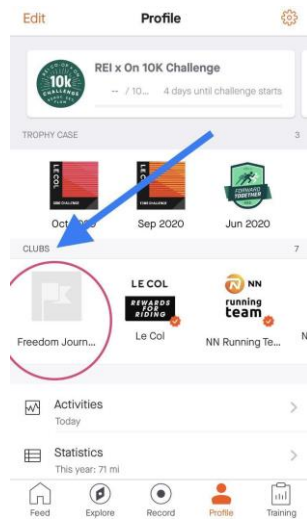 Edit
Profile
REI x On 10K Challenge
-- / 10... 4 days until challenge starts
10k
CHALLENGE
TROPHY CASE
3
LE COL
LE COL
FORWARD
TOGETHER
Oct 2020
Sep 2020
Jun 2020
CLUBS
7
LE COL
REWARDS
FOR
RIDING
NN
running
team
Freedom Journ...
Le Col
NN Running Te...
N
Activities
Today
Statistics
This year: 71 mi
Feed
Explore
Record
Profile
Training